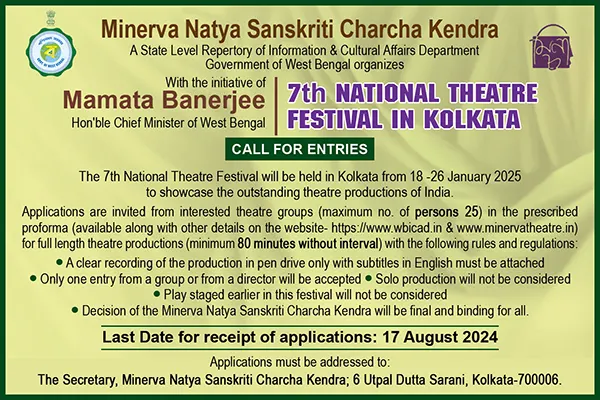 Minerva Natya Sanskriti Charcha Kendra
A State Level Repertory of Information & Cultural Affairs Department
Government of West Bengal organizes
With the initiative of
Mamata Banerjee
Hon'ble Chief Minister of West Bengal
7th NATIONAL THEATRE
FESTIVAL IN KOLKATA
CALL FOR ENTRIES
The 7th National Theatre Festival will be held in Kolkata from 18 -26 January 2025
to showcase the outstanding theatre productions of India.
Applications are invited from interested theatre groups (maximum no. of persons 25) in the prescribed
proforma (available along with other details on the website- https://www.wbicad.in & www.minervatheatre.in)
for full length theatre productions (minimum 80 minutes without interval) with the following rules and regulations:
• A clear recording of the production in pen drive only with subtitles in English must be attached
• Only one entry from a group or from a director will be accepted • Solo production will not be considered
• Play staged earlier in this festival will not be considered
• Decision of the Minerva Natya Sanskriti Charcha Kendra will be final and binding for all.
Last Date for receipt of applications: 17 August 2024
Applications must be addressed to:
The Secretary, Minerva Natya Sanskriti Charcha Kendra; 6 Utpal Dutta Sarani, Kolkata-700006.